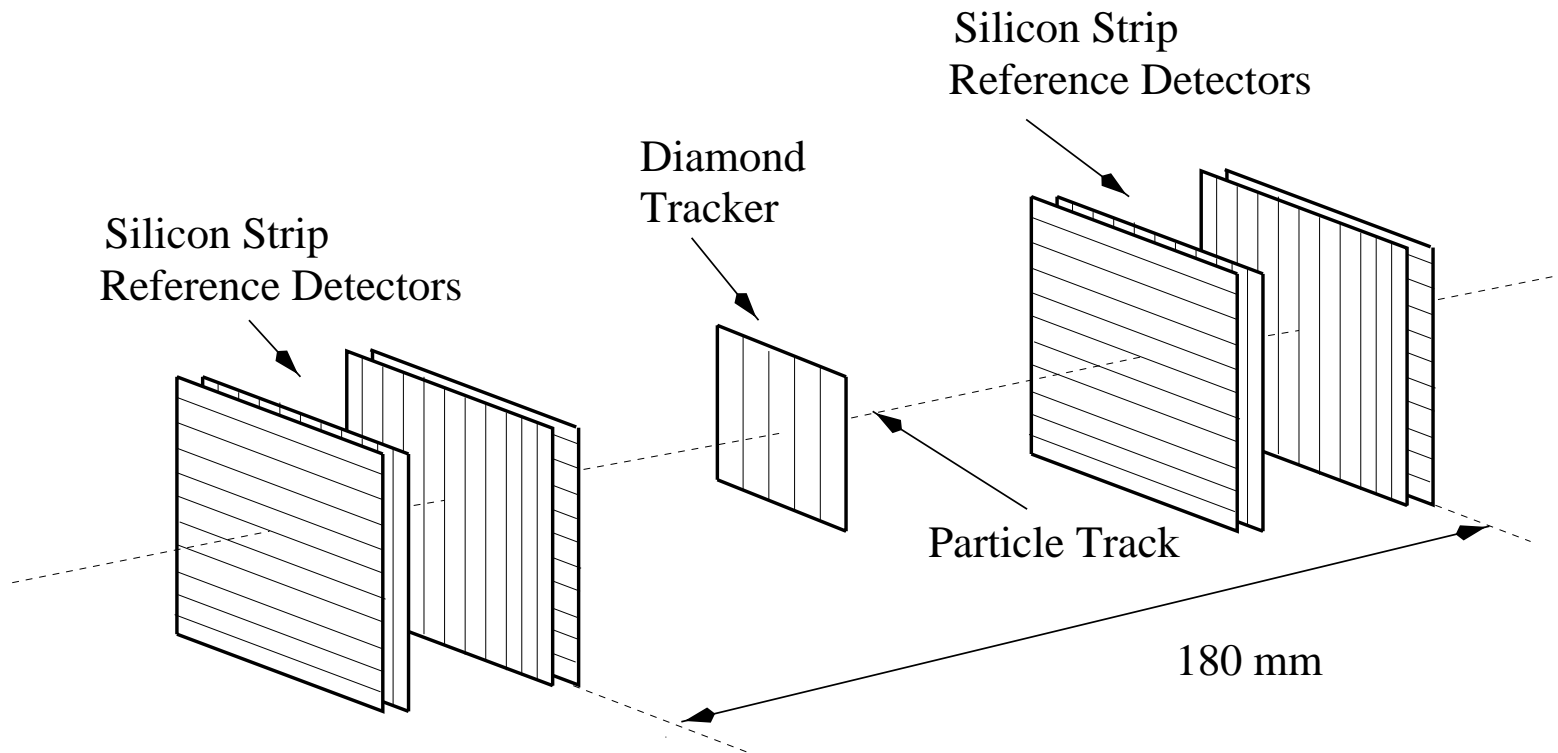 Silicon Strip
Reference Detectors
Diamond
Tracker
Silicon Strip
Reference Detectors
Particle Track
180 mm